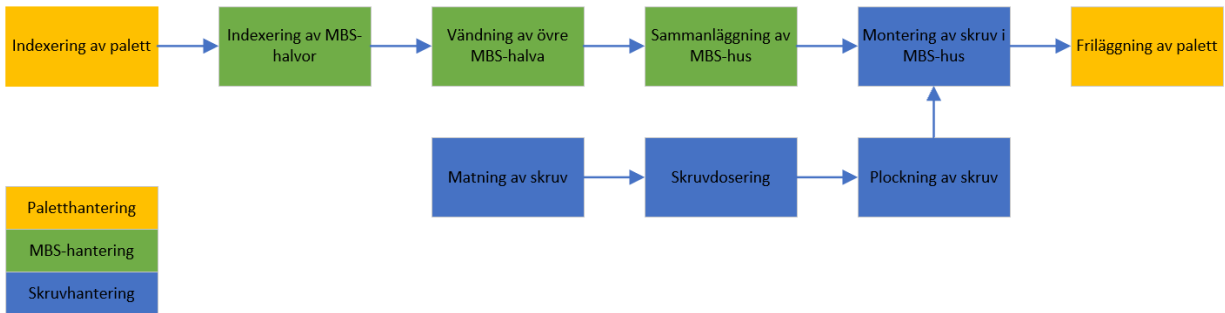 Indexering av palett
Indexering av MBS-
halvor
Vändning av övre
MBS-halva
Sammanläggning av
MBS-hus
Montering av skruv i
MBS-hus
Friläggning av palett
Matning av skruv
Skruvdosering
Plockning av skruv
Paletthantering
MBS-hantering
Skruvhantering